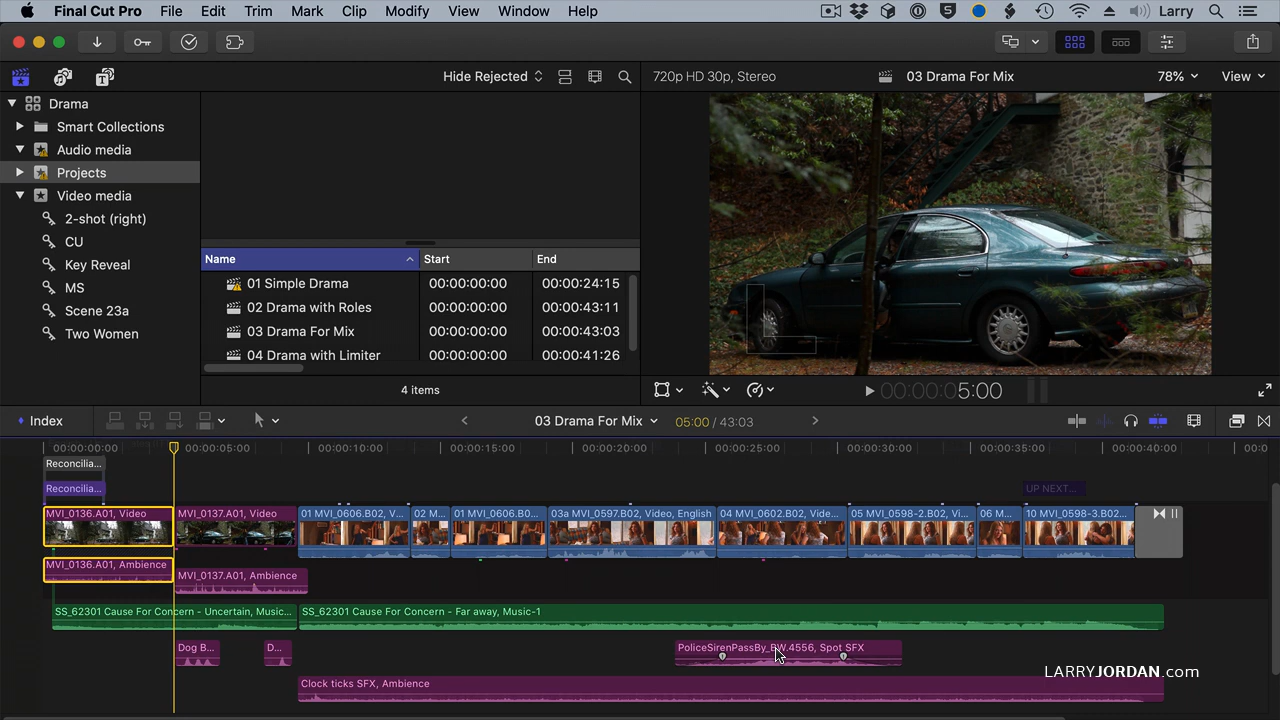 Final Cut Pro File Edit Trim Mark Clip Modify View Window Help Larry
Hide Rejected 720p HD 30p, Stereo 03 Drama For Mix 78% View
Drama
Smart Collections
Audio media
Projects
Video media
2-shot (right)
CU
Key Reveal
MS
Scene 23a
Two Women
Name Start End
01 Simple Drama 00:00:00:00 00:00:24:15
02 Drama with Roles 00:00:00:00 00:00:43:11
03 Drama For Mix 00:00:00:00 00:00:43:03
04 Drama with Limiter 00:00:00:00 00:00:41:26
4 items
00:00:05:00
Index 03 Drama For Mix 05:00 / 43:03
00:00:00:00 00:00:05:00 00:00:10:00 00:00:15:00 00:00:20:00 00:00:25:00 00:00:30:00 00:00:35:00 00:00:40:00 00:0
Reconcilia...
Reconcilia... UP NEXT...
MVI_0136.A01, Video MVI_0137.A01, Video 01 MVI_0606.B02, V... 02 M... 01 MVI_0606.B0... 03a MVI_0597.B02, Video, English 04 MVI_0602.B02, Vide... 05 MVI_0598-2.B02, Vi... 06 M... 10 MVI_0598-3.B02...
MVI_0136.A01, Ambience
MVI_0137.A01, Ambience
SS_62301 Cause For Concern - Uncertain, Music... SS_62301 Cause For Concern - Far away, Music-1
Dog B... D... PoliceSirenPassBy_BW.4556, Spot SFX
LARRYJORDAN.com
Clock ticks SFX, Ambience